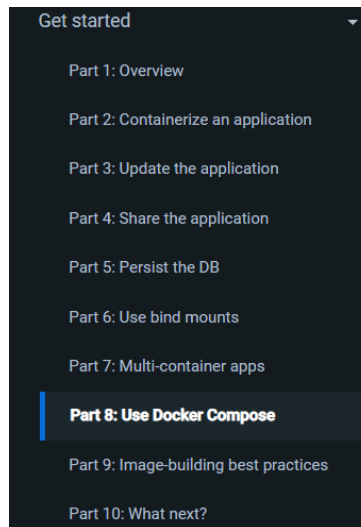 Get started
Part 1: Overview
Part 2: Containerize an application
Part 3: Update the application
Part 4: Share the application
Part 5: Persist the DB
Part 6: Use bind mounts
Part 7: Multi-container apps
Part 8: Use Docker Compose
Part 9: Image-building best practices
Part 10: What next?